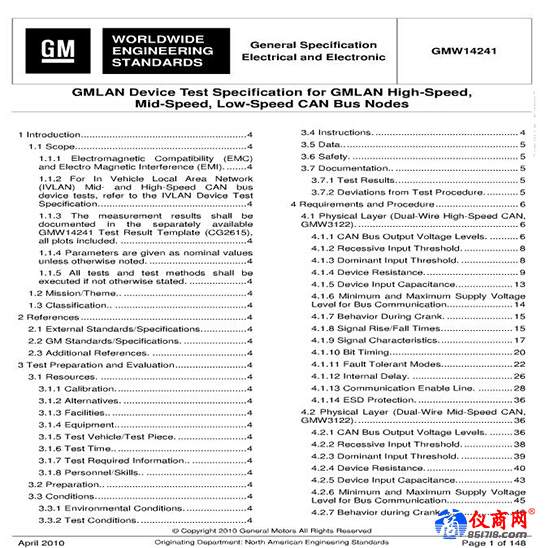 GM
WORLDWIDE
ENGINEERING
STANDARDS
General Specification
Electrical and Electronic
GMW14241
GMLAN Device Test Specification for GMLAN High-Speed,
Mid-Speed, Low-Speed CAN Bus Nodes
1 Introduction.................................................4
1.1 Scope.....................................................4
1.1.1 Electromagnetic Compatibility (EMC)
and Electro Magnetic Interference (EMI)........4
1.1.2 For In Vehicle Local Area Network
(IVLAN) Mid- and High-Speed CAN bus
device tests, refer to the IVLAN Device Test
Specification................................................4
1.1.3 The measurement results shall be
documented in the separately available
GMW14241 Test Result Template (CG2615),
all plots included. ........................................4
1.1.4 Parameters are given as nominal values
unless otherwise noted. ................................4
1.1.5 All tests and test methods shall be
executed if not otherwise stated. ...................4
1.2 Mission/Theme..........................................4
1.3 Classification............................................4
2 References...................................................4
2.1 External Standards/Specifications................4
2.2 GM Standards/Specifications......................4
2.3 Additional References. ...............................4
3 Test Preparation and Evaluation......................4
3.1 Resources. ...............................................4
3.1.1 Calibration. ............................................4
3.1.2 Alternatives............................................4
3.1.3 Facilities................................................4
3.1.4 Equipment..............................................4
3.1.5 Test Vehicle/Test Piece. ..........................4
3.1.6 Test Time...............................................4
3.1.7 Test Required Information........................4
3.1.8 Personnel/Skills. .....................................4
3.2 Preparation...............................................4
3.3 Conditions................................................4
3.3.1 Environmental Conditions.........................4
3.3.2 Test Conditions.......................................4
3.4 Instructions. .............................................4
3.5 Data........................................................5
3.6 Safety. ....................................................5
3.7 Documentation..........................................5
3.7.1 Test Results...........................................5
3.7.2 Deviations from Test Procedure................5
4 Requirements and Procedure..........................6
4.1 Physical Layer (Dual-Wire High-Speed CAN,
GMW3122)....................................................6
4.1.1 CAN Bus Output Voltage Levels...............6
4.1.2 Recessive Input Threshold. ......................8
4.1.3 Dominant Input Threshold. .......................8
4.1.4 Device Resistance...................................9
4.1.5 Device Input Capacitance........................13
4.1.6 Minimum and Maximum Supply Voltage
Level for Bus Communication......................14
4.1.7 Behavior During Crank. ..........................15
4.1.8 Signal Rise/Fall Times............................15
4.1.9 Signal Characteristics..............................17
4.1.10 Bit Timing.............................................20
4.1.11 Fault Tolerant Modes.............................22
4.1.12 Internal Delay. ......................................26
4.1.13 Communication Enable Line. .................28
4.1.14 ESD Protection.....................................36
4.2 Physical Layer (Dual-Wire Mid-Speed CAN,
GMW3122)....................................................36
4.2.1 CAN Bus Output Voltage Levels. ..............36
4.2.2 Recessive Input Threshold. ......................38
4.2.3 Dominant Input Threshold. .......................39
4.2.4 Device Resistance...................................40
4.2.5 Device Input Capacitance.........................43
4.2.6 Minimum and Maximum Supply Voltage
Level for Bus Communication......................45
4.2.7 Behavior during Crank
© Copyright 2010 General Motors All Rights Reserved
April 2010
Originating Department: North American Engineering Standards
Page 1 of 148
仪商网
861718.com